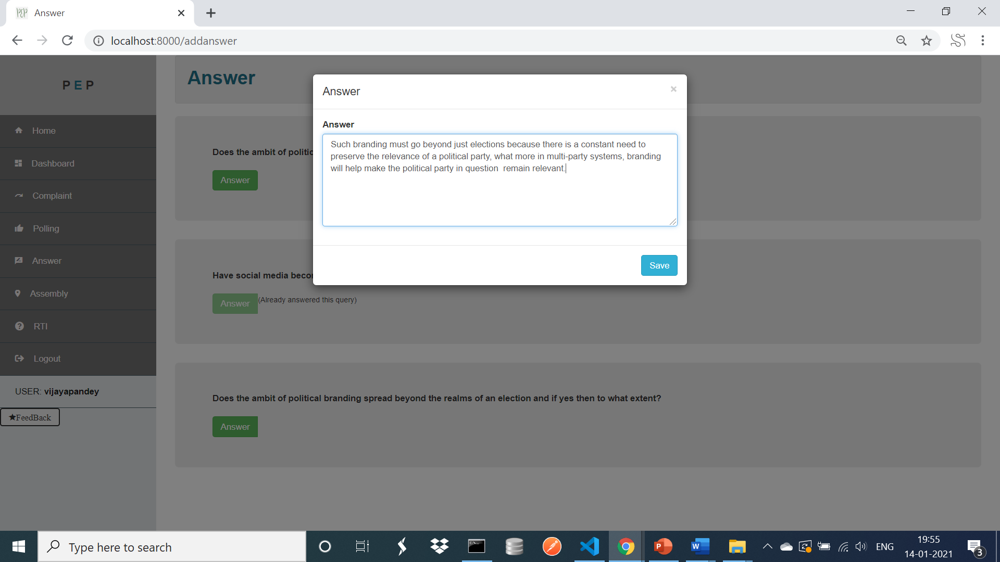 PEP Answer
localhost:8000/addanswer
P E P
Home
Dashboard
Complaint
Polling
Answer
Assembly
RTI
Logout
USER: vijayapandey
FeedBack
Answer
Does the ambit of politic
Answer
Have social media becom
Answer (Already answered this query)
Does the ambit of political branding spread beyond the realms of an election and if yes then to what extent?
Answer
Answer ×
Answer
Such branding must go beyond just elections because there is a constant need to
preserve the relevance of a political party, what more in multi-party systems, branding
will help make the political party in question  remain relevant.
Save
Type here to search
ENG
19:55
14-01-2021
3